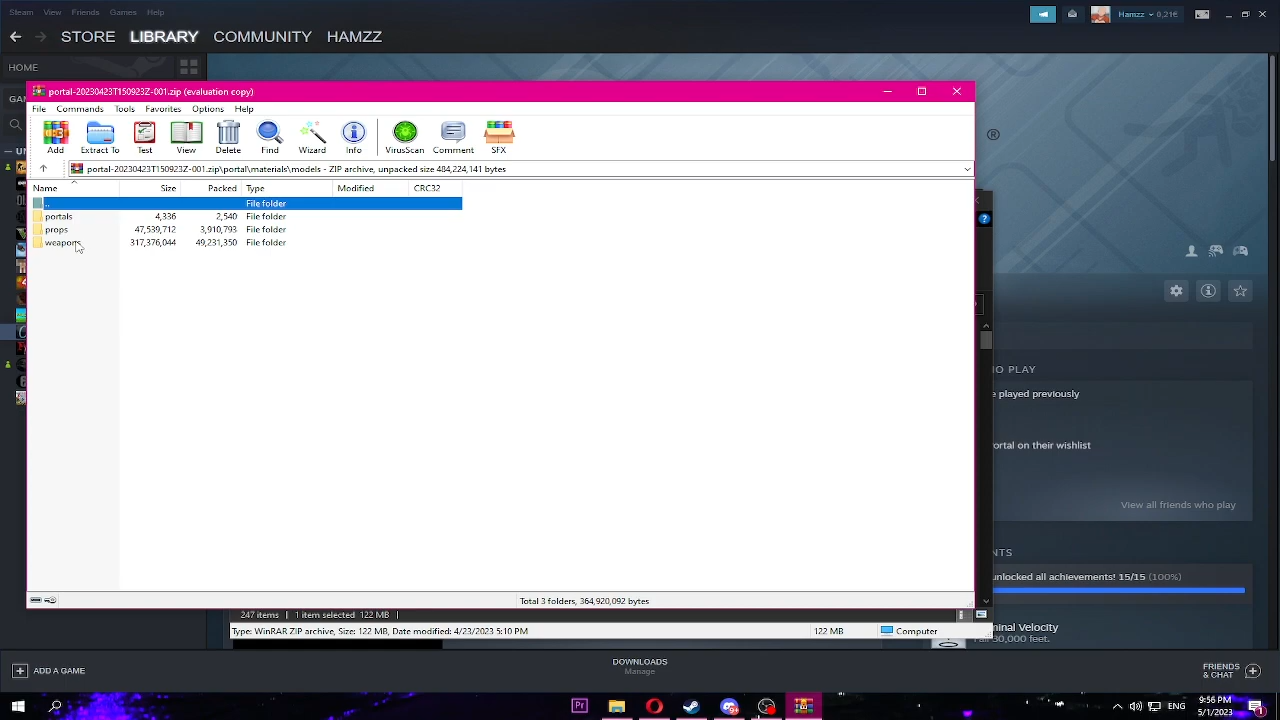 Steam View Friends Games Help
Hamzz 0,21€
STORE LIBRARY COMMUNITY HAMZZ
HOME
portal-20230423T150923Z-001.zip (evaluation copy)
File Commands Tools Favorites Options Help
Add Extract To Test View Delete Find Wizard Info VirusScan Comment SFX
portal-20230423T150923Z-001.zip\portal\materials\models - ZIP archive, unpacked size 484,224,141 bytes
Name Size Packed Type Modified CRC32
.. File folder
portals 4,336 2,540 File folder
props 47,539,712 3,910,793 File folder
weapons 317,376,044 49,231,350 File folder
O PLAY
e played previously
ortal on their wishlist
View all friends who play
NTS
unlocked all achievements! 15/15 (100%)
Total 3 folders, 364,920,092 bytes
247 items 1 item selected 122 MB
Type: WinRAR ZIP archive, Size: 122 MB, Date modified: 4/23/2023 5:10 PM 122 MB Computer
ninal Velocity
30,000 feet.
ADD A GAME
DOWNLOADS
Manage
FRIENDS
& CHAT
Pr
ENG
9:56 PM
5/1/2023